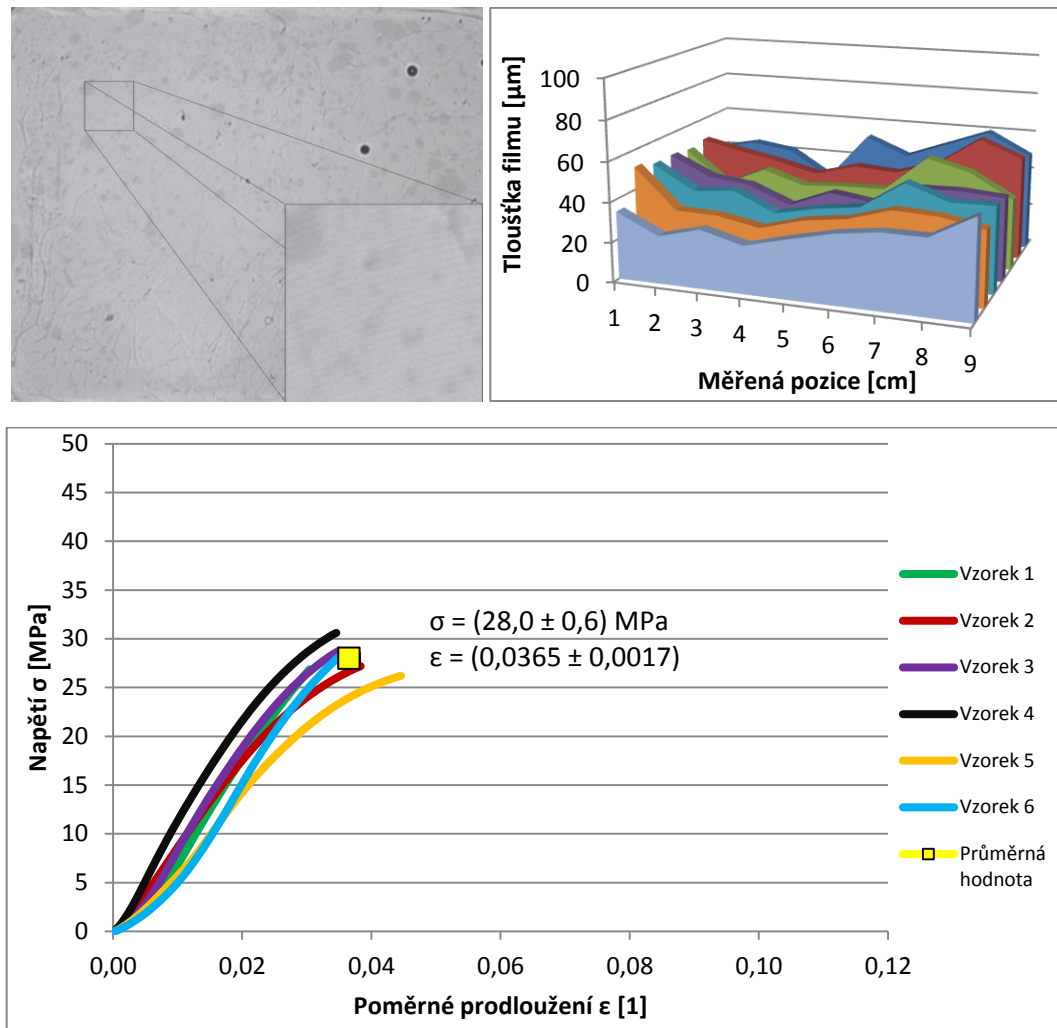 Tloušťka filmu [µm]
100
80
60
40
20
0
1
2
3
4
5
6
7
8
9
Měřená pozice [cm]
Napětí σ [MPa]
50
45
40
35
30
25
20
15
10
5
0
σ = (28,0 ± 0,6) MPa
ε = (0,0365 ± 0,0017)
Vzorek 1
Vzorek 2
Vzorek 3
Vzorek 4
Vzorek 5
Vzorek 6
Průměrná
hodnota
0,00
0,02
0,04
0,06
0,08
0,10
0,12
Poměrné prodloužení ε [1]